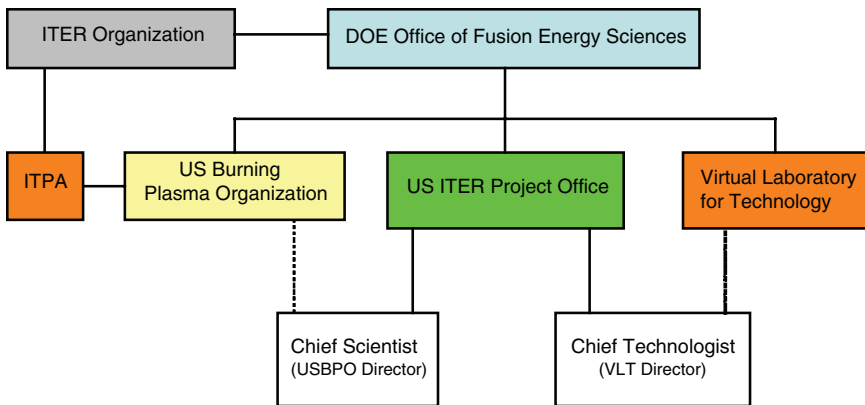 ITER Organization
DOE Office of Fusion Energy Sciences
ITPA
US Burning
Plasma Organization
US ITER Project Office
Virtual Laboratory
for Technology
Chief Scientist
(USBPO Director)
Chief Technologist
(VLT Director)